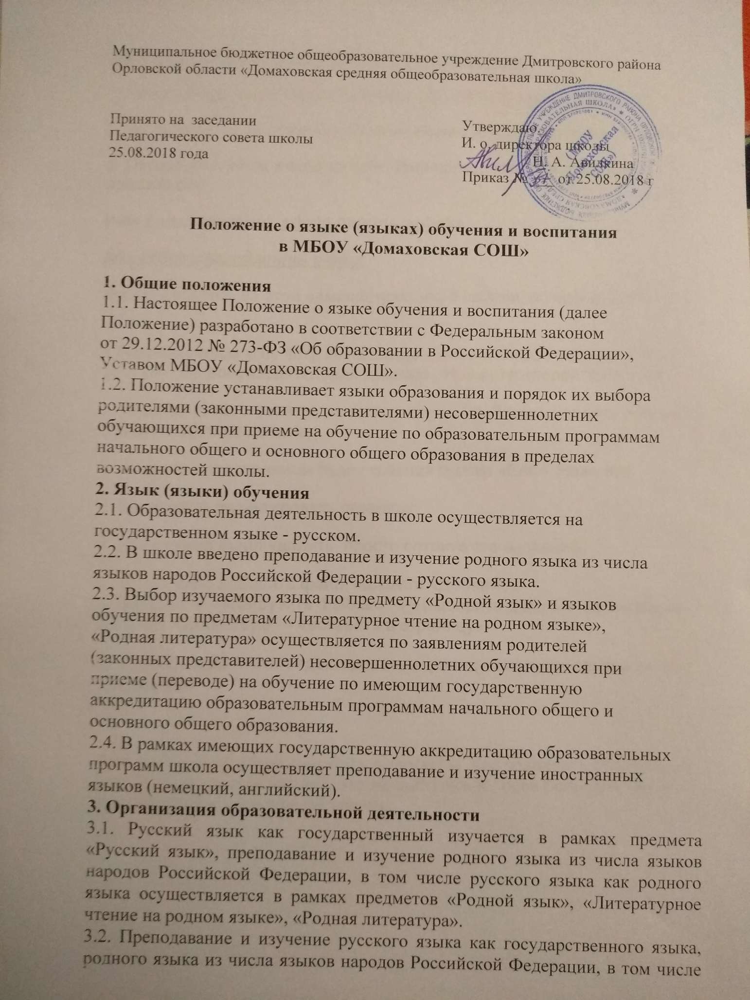 Муниципальное бюджетное общеобразовательное учреждение Дмитровского района
Орловской области «Домаховская средняя общеобразовательная школа»
Принято на заседании
Педагогического совета школы
25.08.2018 года
Утверждаю.
И. о. директора школы
Н. А. Авилкина
Приказ № от 25.08.2018 г
(МБОУ
«Домаховская
СОШ»)
Положение о языке (языках) обучения и воспитания
в МБОУ «Домаховская СОШ»
1. Общие положения
1.1. Настоящее Положение о языке обучения и воспитания (далее
Положение) разработано в соответствии с Федеральным законом
от 29.12.2012 № 273-ФЗ «Об образовании в Российской Федерации»,
Уставом МБОУ «Домаховская СОШ».
1.2. Положение устанавливает языки образования и порядок их выбора
родителями (законными представителями) несовершеннолетних
обучающихся при приеме на обучение по образовательным программам
начального общего и основного общего образования в пределах
возможностей школы.
2. Язык (языки) обучения
2.1. Образовательная деятельность в школе осуществляется на
государственном языке - русском.
2.2. В школе введено преподавание и изучение родного языка из числа
языков народов Российской Федерации - русского языка.
2.3. Выбор изучаемого языка по предмету «Родной язык» и языков
обучения по предметам «Литературное чтение на родном языке»,
«Родная литература» осуществляется по заявлениям родителей
(законных представителей) несовершеннолетних обучающихся при
приеме (переводе) на обучение по имеющим государственную
аккредитацию образовательным программам начального общего и
основного общего образования.
2.4. В рамках имеющих государственную аккредитацию образовательных
программ школа осуществляет преподавание и изучение иностранных
языков (немецкий, английский).
3. Организация образовательной деятельности
3.1. Русский язык как государственный изучается в рамках предмета
«Русский язык», преподавание и изучение родного языка из числа языков
народов Российской Федерации, в том числе русского языка как родного
языка осуществляется в рамках предметов «Родной язык», «Литературное
чтение на родном языке», «Родная литература».
3.2. Преподавание и изучение русского языка как государственного языка,
родного языка из числа языков народов Российской Федерации, в том числе